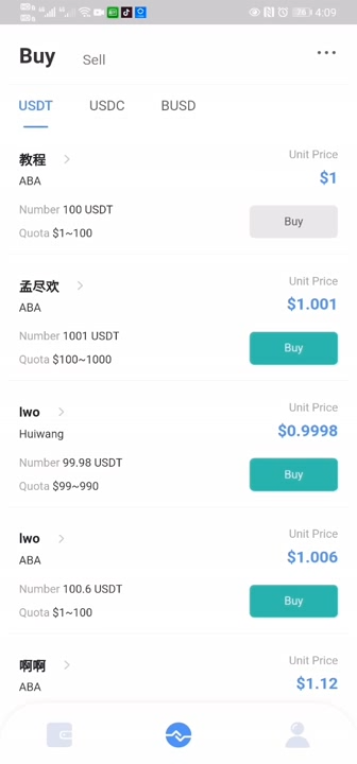 4:09
Buy
Sell
USDT
USDC
BUSD
教程
Unit Price
ABA
$1
Number 100 USDT
Buy
Quota $1~100
孟尽欢
Unit Price
ABA
$1.001
Number 1001 USDT
Buy
Quota $100~1000
lwo
Unit Price
Huiwang
$0.9998
Number 99.98 USDT
Buy
Quota $99~990
lwo
Unit Price
ABA
$1.006
Number 100.6 USDT
Buy
Quota $1~100
啊啊
Unit Price
ABA
$1.12